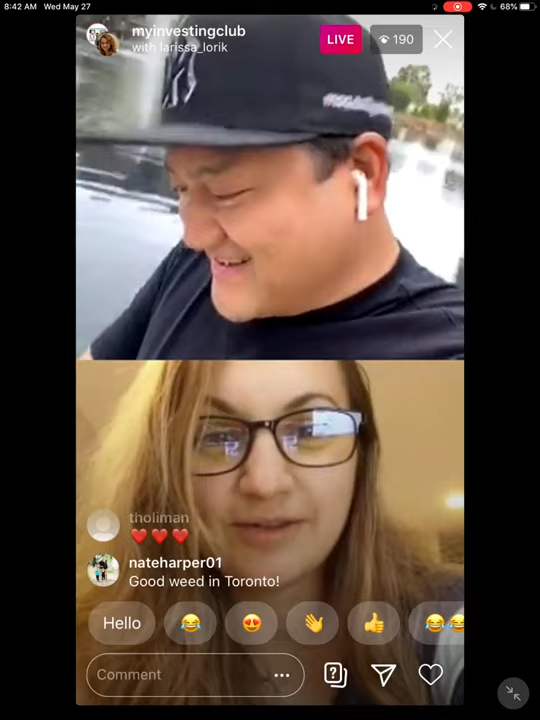 8:42 AM Wed May 27
68%
myinvestingclub
with larissa_lorik
LIVE
190
tholiman
nateharper01
Good weed in Toronto!
Hello
Comment